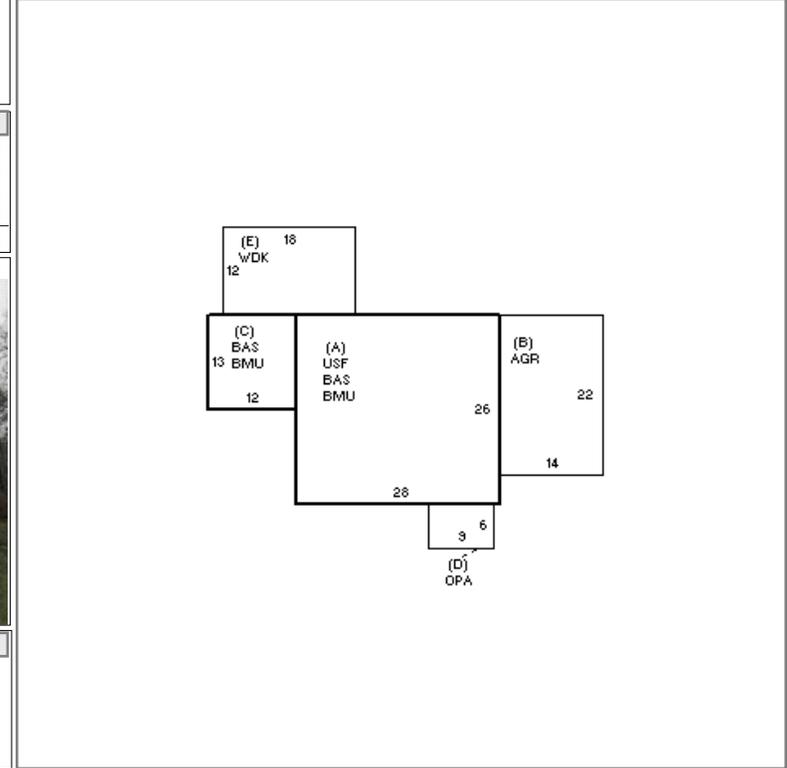 (E) 18
WDK
12
(C)
BAS
13 BMU
12
(A)
USF
BAS
BMU
26
28
(B)
AGR
22
14
6
9
(D)
OPA